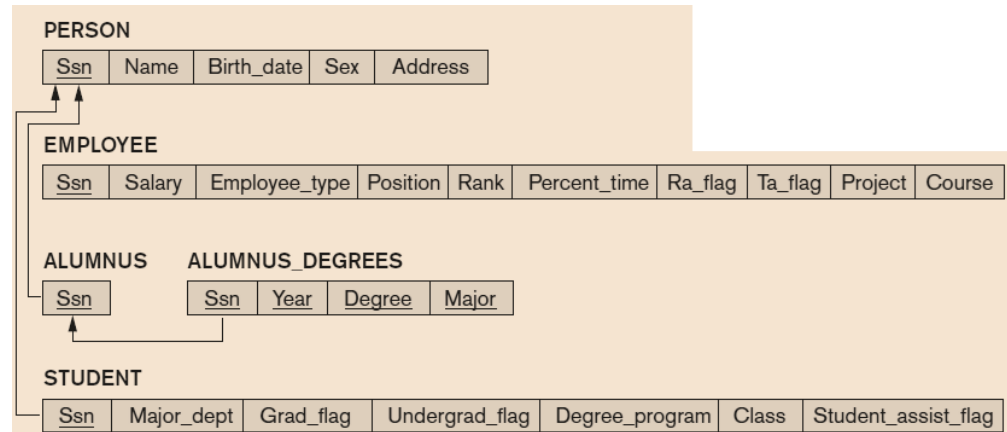 PERSON
Ssn Name Birth_date Sex Address
EMPLOYEE
Ssn Salary Employee_type Position Rank Percent_time Ra_flag Ta_flag Project Course
ALUMNUS ALUMNUS_DEGREES
Ssn Ssn Year Degree Major
STUDENT
Ssn Major_dept Grad_flag Undergrad_flag Degree_program Class Student_assist_flag